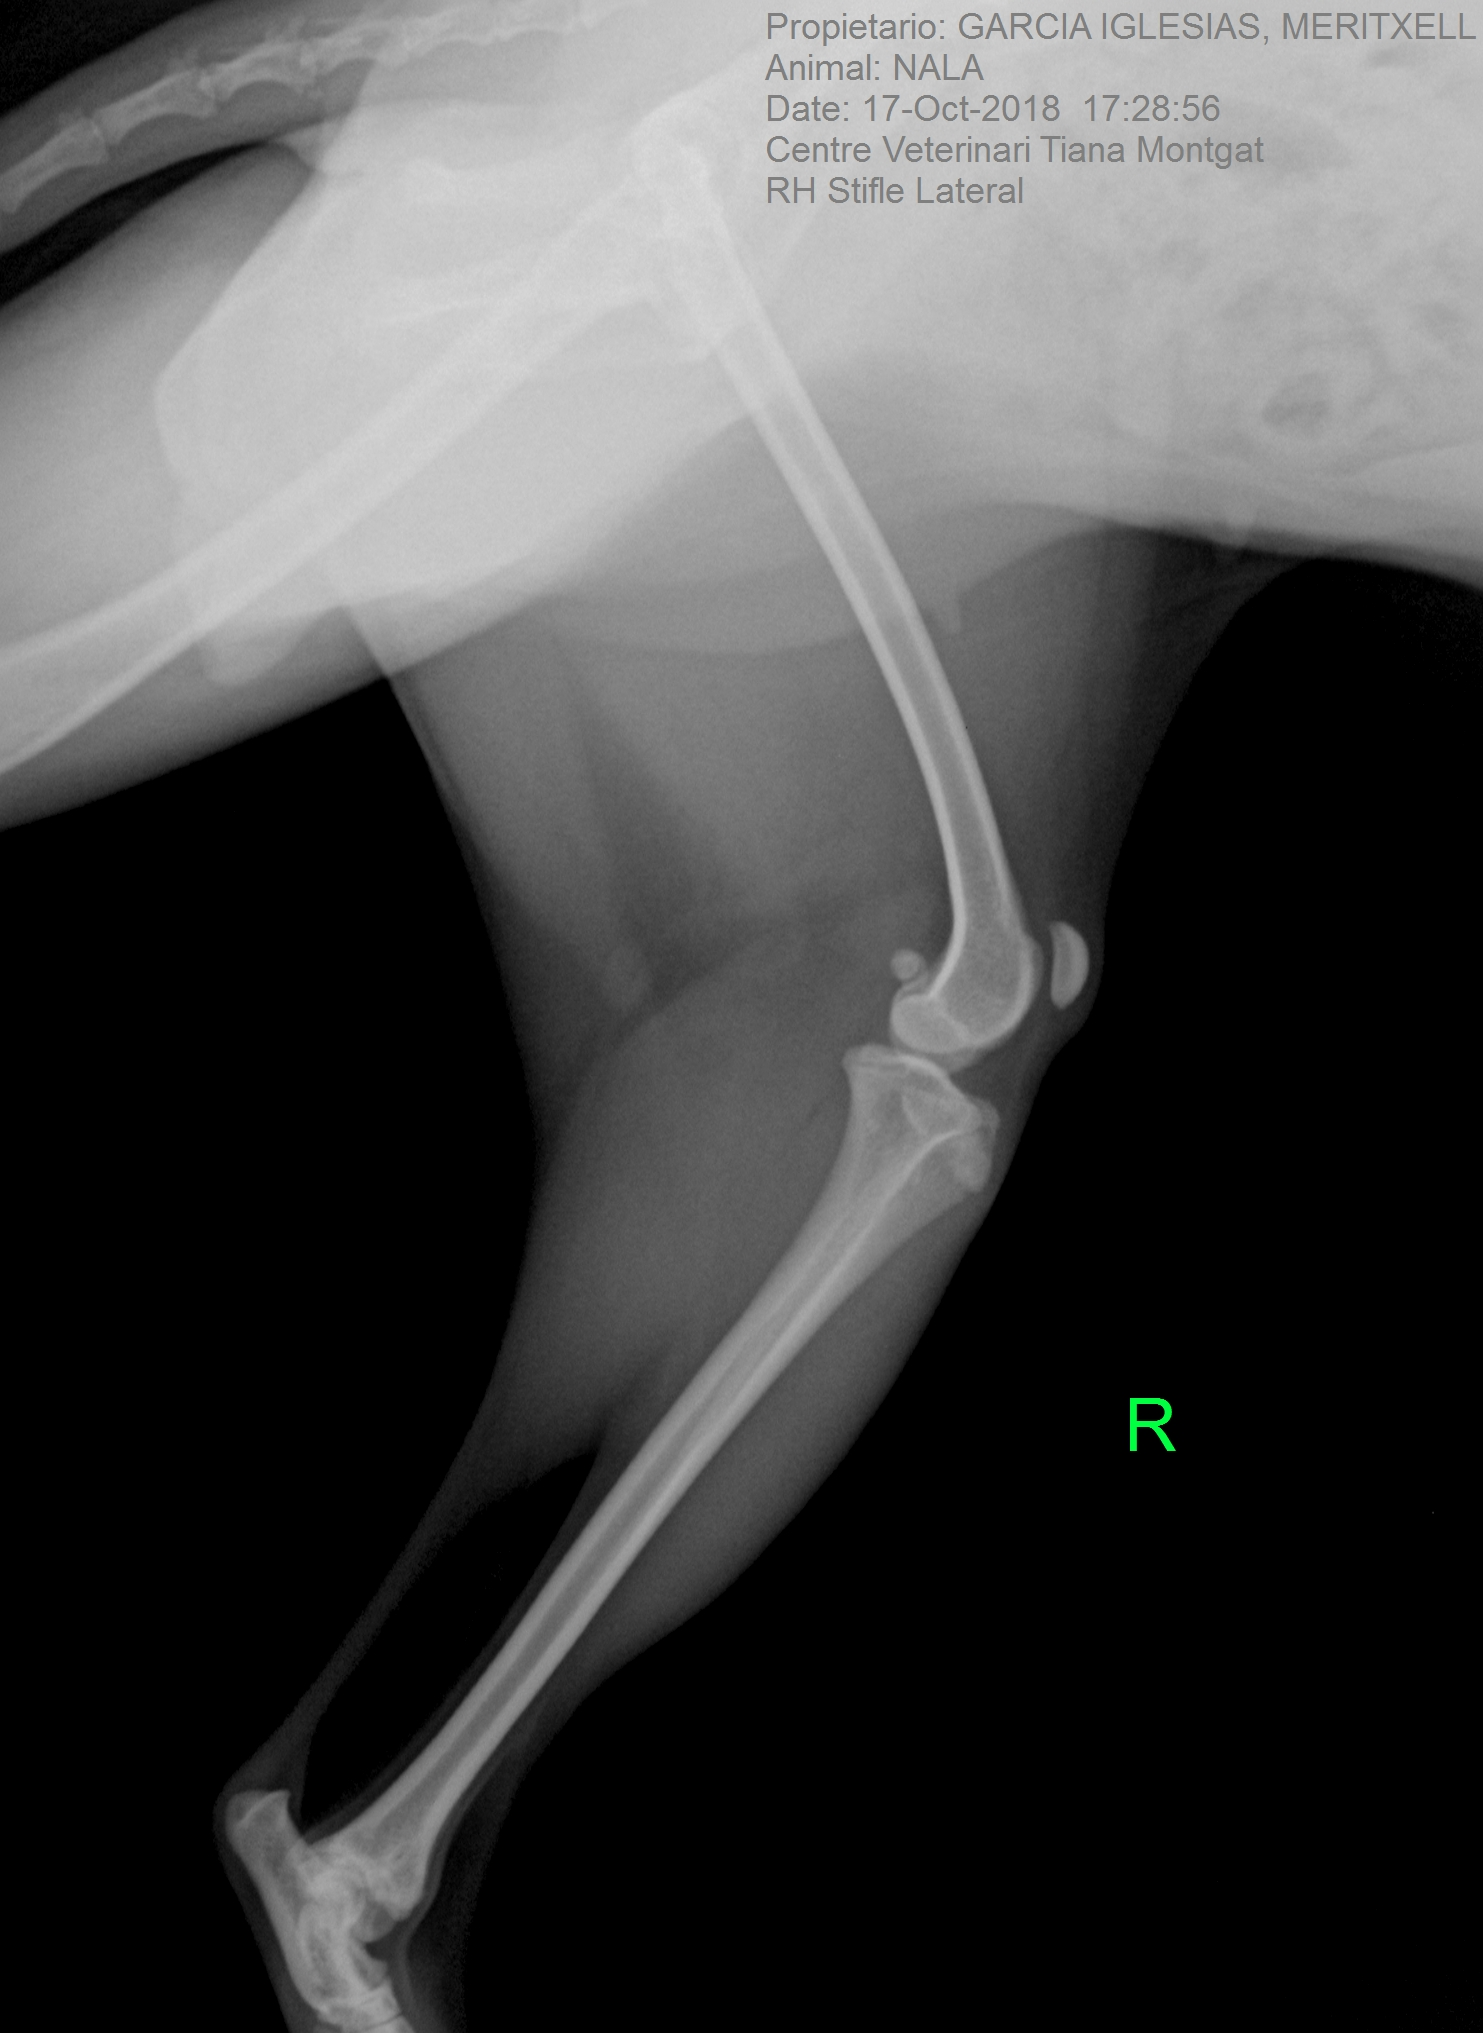 Propietario: GARCIA IGLESIAS, MERITXELL
Animal: NALA
Date: 17-Oct-2018 17:28:56
Centre Veterinari Tiana Montgat
RH Stifle Lateral
R